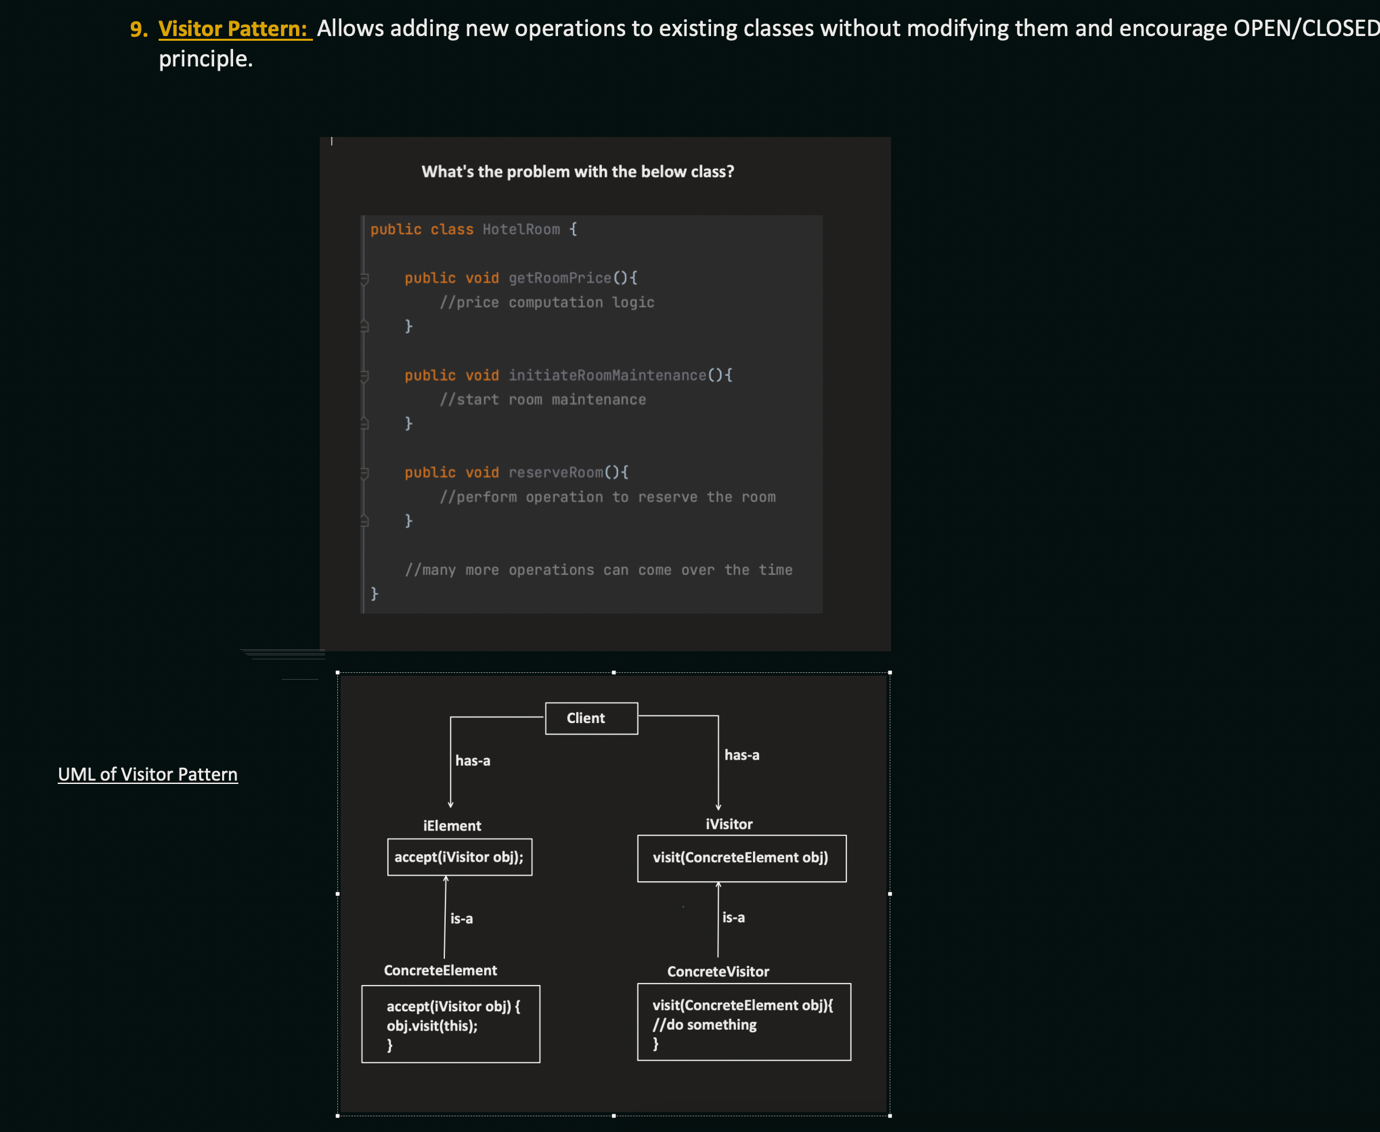 9. Visitor Pattern: Allows adding new operations to existing classes without modifying them and encourage OPEN/CLOSED
principle.
What's the problem with the below class?
public class HotelRoom {
public void getRoomPrice(){
//price computation logic
}
public void initiateRoomMaintenance(){
//start room maintenance
}
public void reserveRoom(){
//perform operation to reserve the room
}
//many more operations can come over the time
}
UML of Visitor Pattern
Client
has-a
has-a
iElement
accept(iVisitor obj);
iVisitor
visit(ConcreteElement obj)
is-a
is-a
ConcreteElement
accept(iVisitor obj) {
obj.visit(this);
}
ConcreteVisitor
visit(ConcreteElement obj){
//do something
}